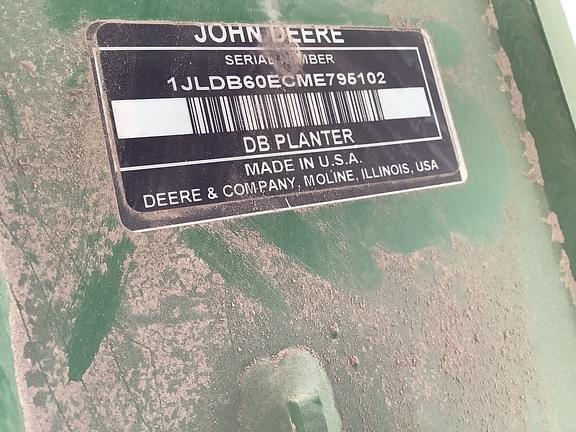 JOHN DEERE
SERIAL NUMBER
1JLDB60ECME795102
DB PLANTER
MADE IN U.S.A.
DEERE & COMPANY, MOLINE, ILLINOIS, USA